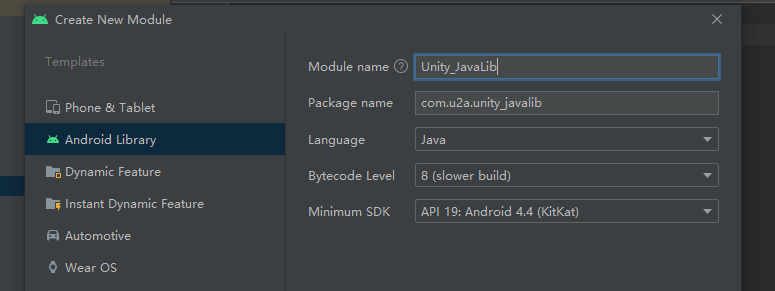 Create New Module
Templates
Phone & Tablet
Android Library
Dynamic Feature
Instant Dynamic Feature
Automotive
Wear OS
Module name ? Unity_JavaLib
Package name com.u2a.unity_javalib
Language Java
Bytecode Level 8 (slower build)
Minimum SDK API 19: Android 4.4 (KitKat)